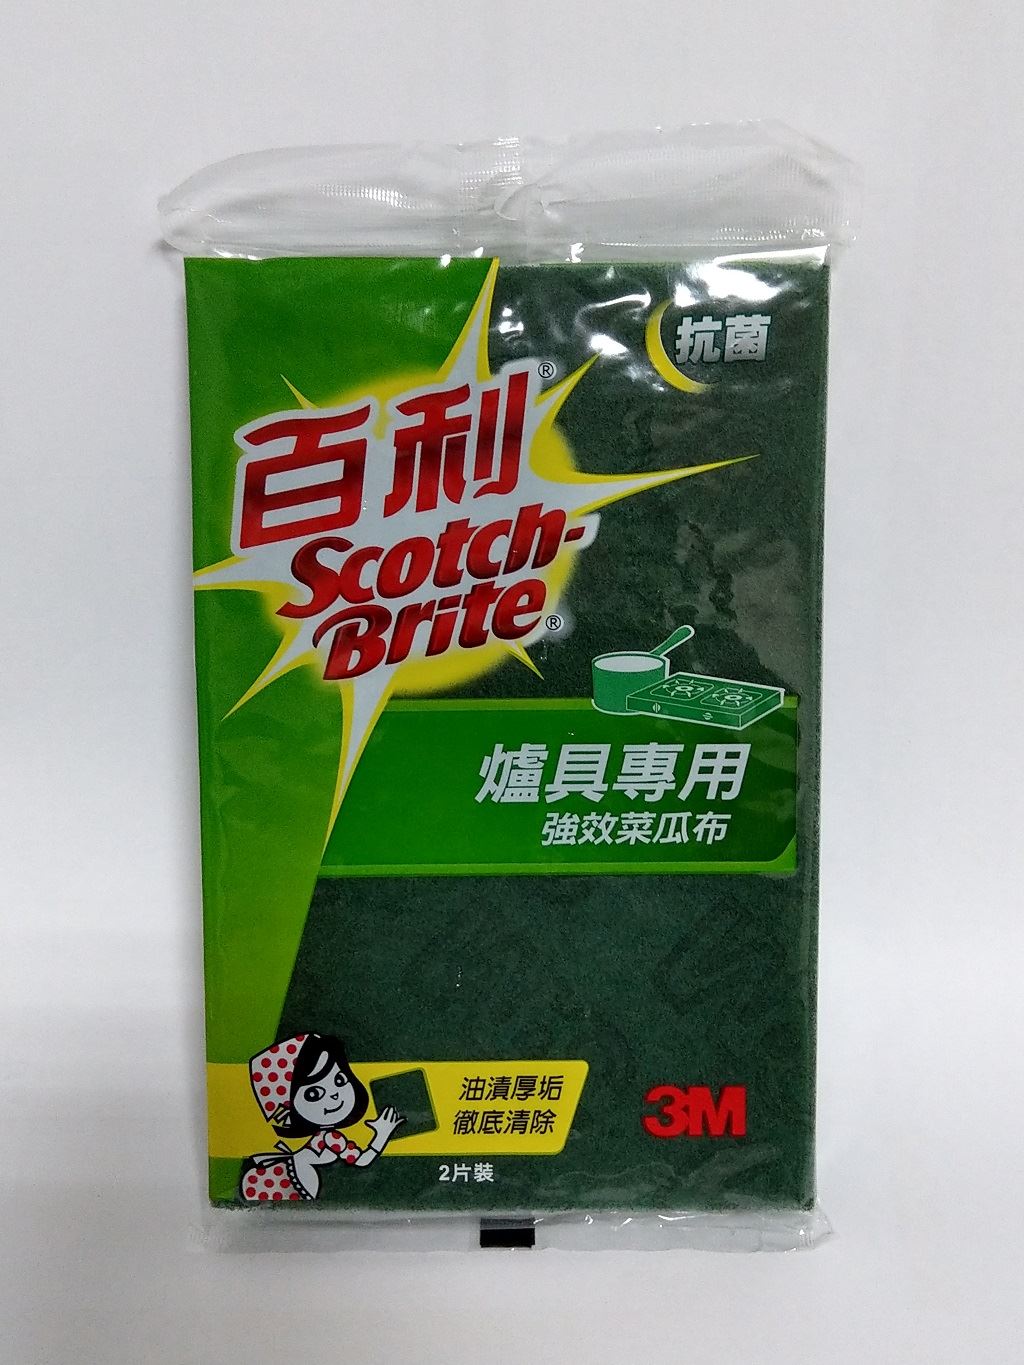 抗菌
百利®
Scotch-
Brite®
爐具專用
強效菜瓜布
油漬厚垢
徹底清除
3M
2片裝